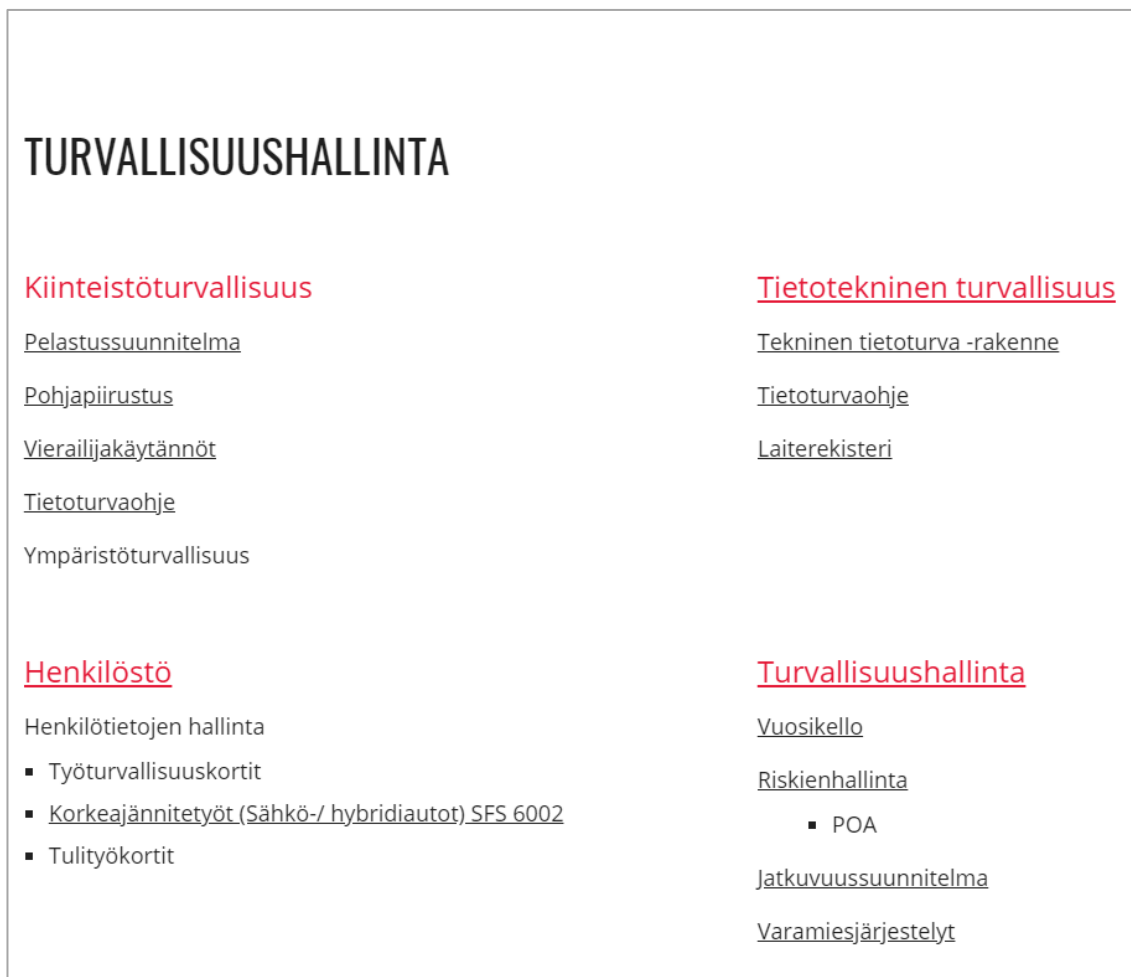 TURVALLISUUSHALLINTA
Kiinteistöturvallisuus
Pelastussuunnitelma
Pohjapiirustus
Vierailijakäytännöt
Tietoturvaohje
Ympäristöturvallisuus
Tietotekninen turvallisuus
Tekninen tietoturva -rakenne
Tietoturvaohje
Laiterekisteri
Henkilöstö
Henkilötietojen hallinta
▪ Työturvallisuuskortit
▪ Korkeajännitetyöt (Sähkö-/ hybridiautot) SFS 6002
▪ Tulityökortit
Turvallisuushallinta
Vuosikello
Riskienhallinta
▪ POA
Jatkuvuussuunnitelma
Varamiesjärjestelyt